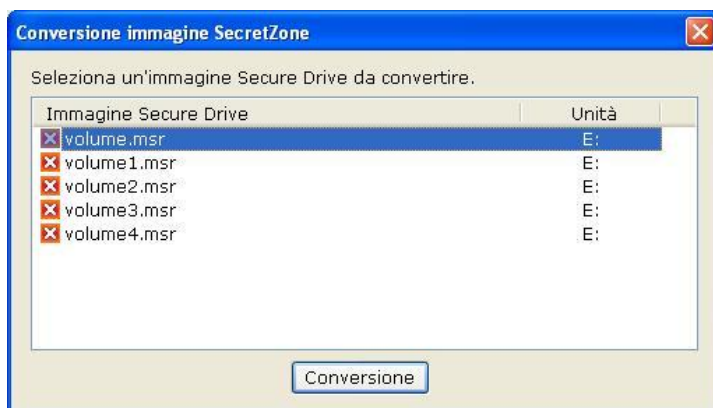 Conversione immagine SecretZone
Seleziona un'immagine Secure Drive da convertire.
Immagine Secure Drive Unità
volume.msr E:
volume1.msr E:
volume2.msr E:
volume3.msr E:
volume4.msr E:
Conversione